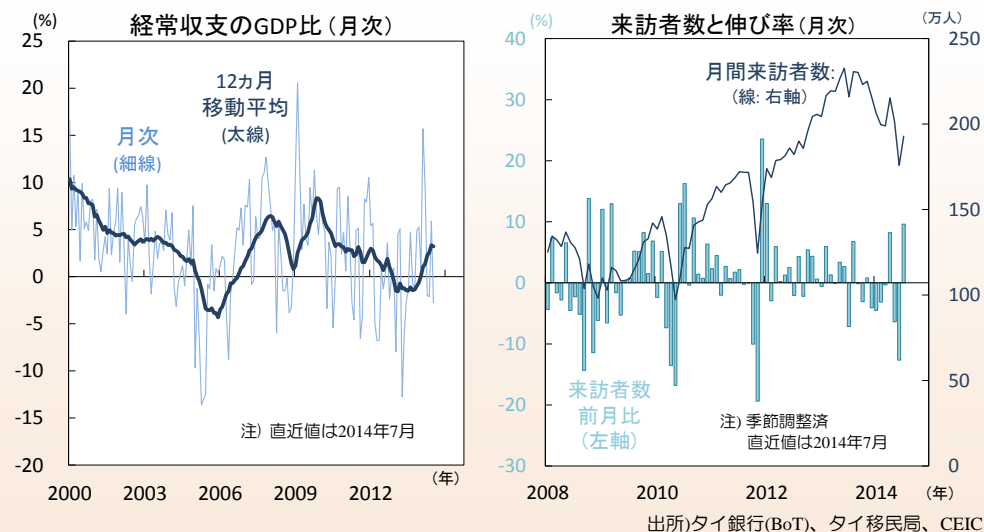 経常収支のGDP比 (月次)
(%)
25
20
15
10
5
0
-5
-10
-15
-20
12ヵ月
移動平均
(太線)
月次
(細線)
注) 直近値は2014年7月
2000
2003
2006
2009
2012
(年)
来訪者数と伸び率 (月次)
(%)
(万人)
40
30
20
10
0
-10
-20
-30
250
200
150
100
50
0
月間来訪者数:
(線: 右軸)
来訪者数
前月比
(左軸)
注) 季節調整済
直近値は2014年7月
2008
2010
2012
2014
(年)
出所)タイ銀行(BoT)、タイ移民局、CEIC